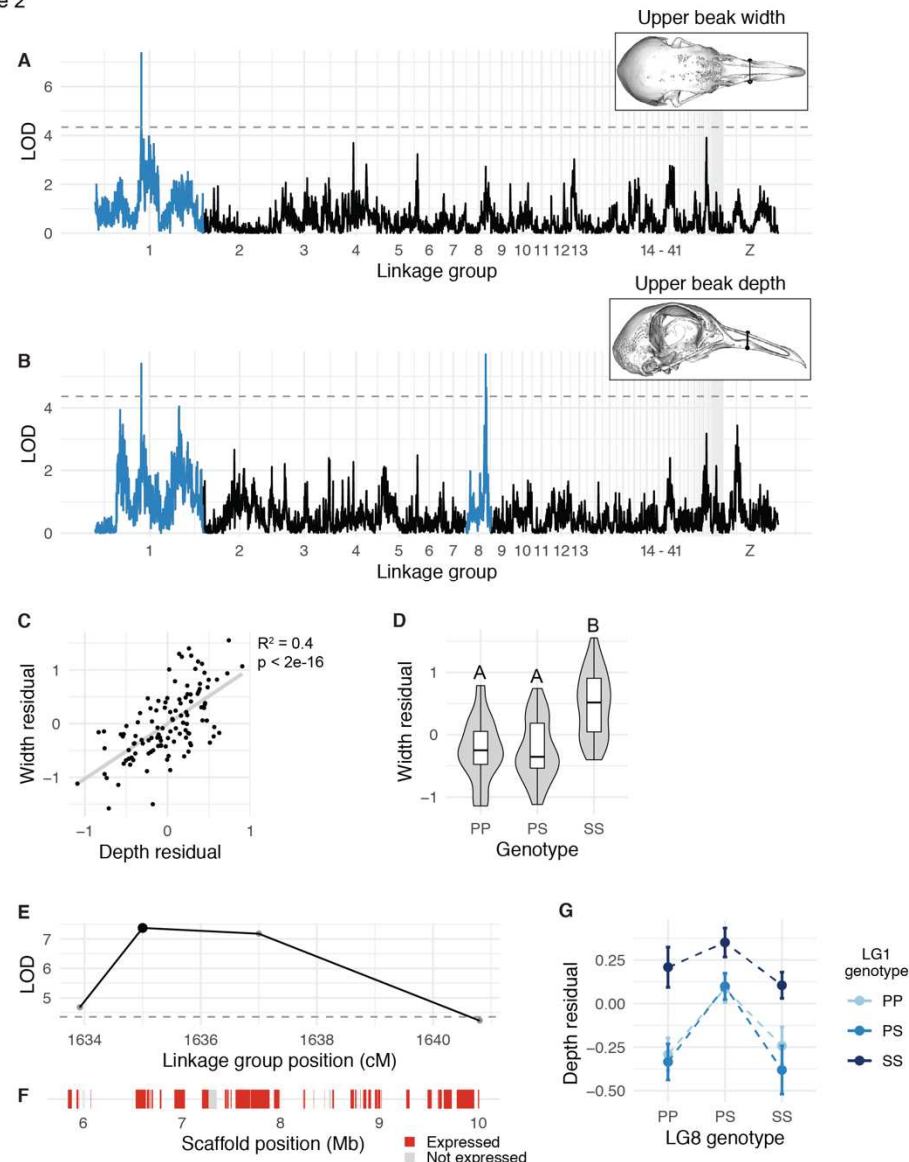 e 2
Upper beak width
A
6
4
2
0
LOD
1 2 3 4 5 6 7 8 9 10 11 12 13 14 - 41 Z
Linkage group
Upper beak depth
B
4
2
0
LOD
1 2 3 4 5 6 7 8 9 10 11 12 13 14 - 41 Z
Linkage group
C
R² = 0.4
p < 2e-16
1
0
−1
Width residual
−1 0 1
Depth residual
D
A A B
1
0
−1
Width residual
PP PS SS
Genotype
E
7
6
5
LOD
1634 1636 1638 1640
Linkage group position (cM)
F
6 7 8 9 10
Scaffold position (Mb)
Expressed
Not expressed
G
0.25
0.00
−0.25
−0.50
Depth residual
PP PS SS
LG8 genotype
LG1
genotype
PP
PS
SS